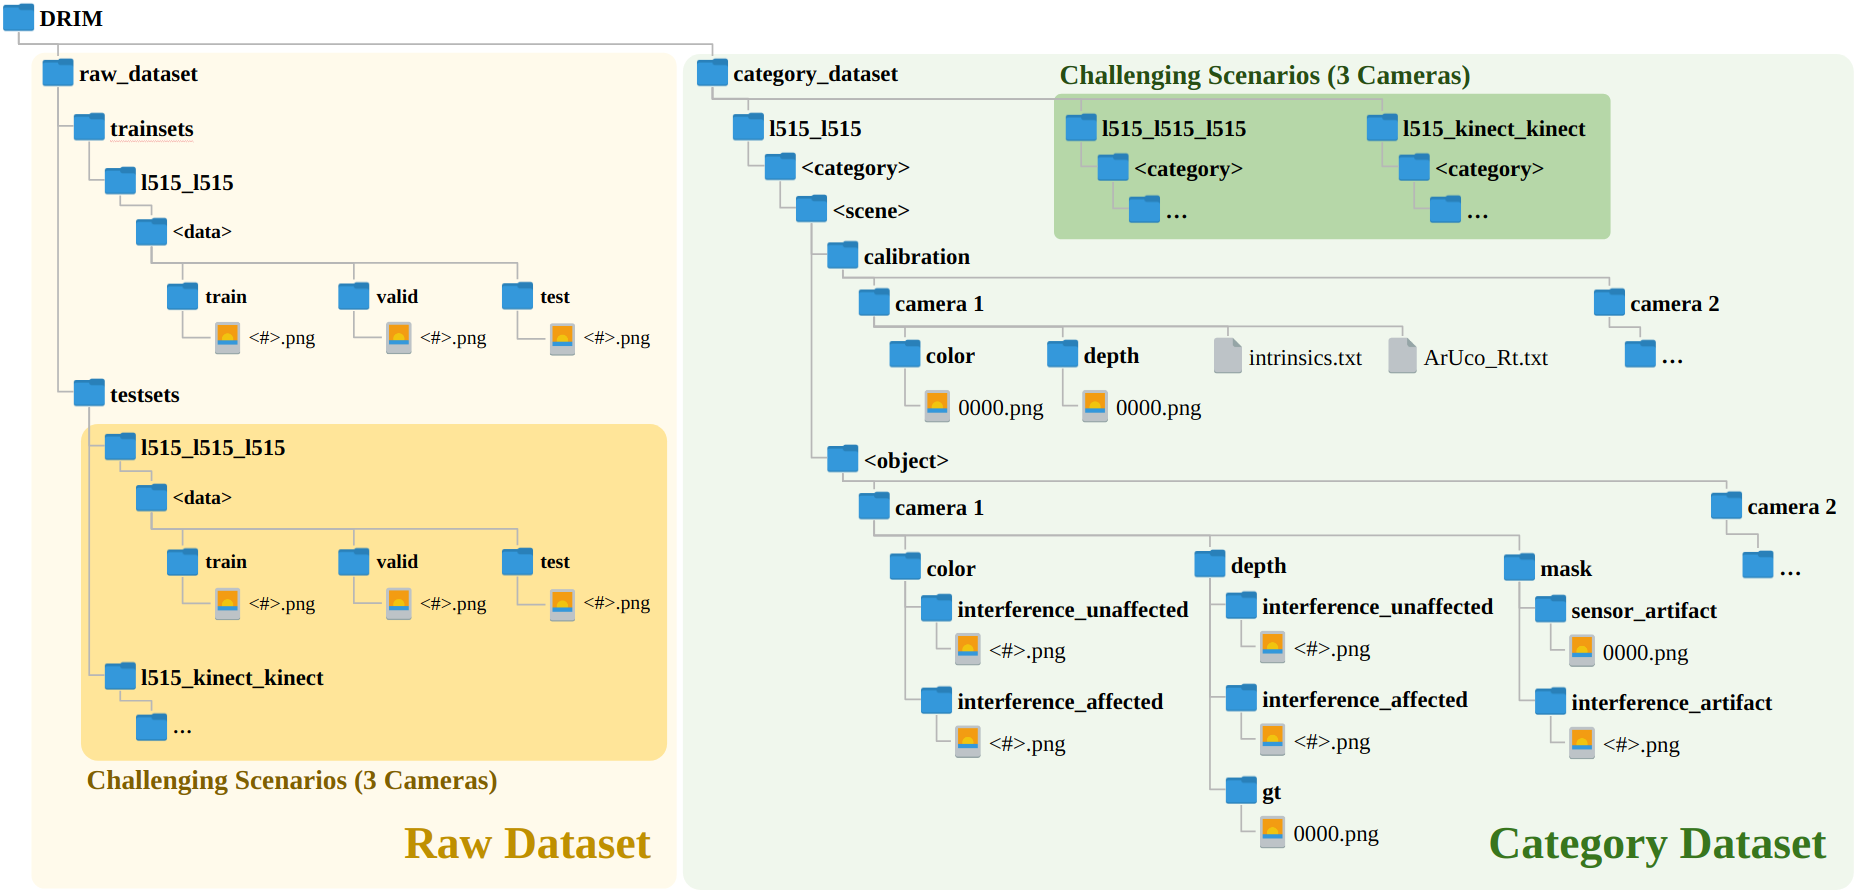 DRIM
raw_dataset
trainsets
l515_l515
<data>
train valid test
<#>.png <#>.png <#>.png
testsets
l515_l515_l515
<data>
train valid test
<#>.png <#>.png <#>.png
l515_kinect_kinect
...
Challenging Scenarios (3 Cameras)
Raw Dataset
category_dataset
Challenging Scenarios (3 Cameras)
l515_l515 l515_l515_l515 l515_kinect_kinect
<category> <category> <category>
<scene> ... ...
calibration
camera 1 camera 2
color depth intrinsics.txt ArUco_Rt.txt ...
0000.png 0000.png
<object>
camera 1 camera 2
color depth mask ...
interference_unaffected interference_unaffected sensor_artifact
<#>.png <#>.png 0000.png
interference_affected interference_affected interference_artifact
<#>.png <#>.png <#>.png
gt
0000.png
Category Dataset